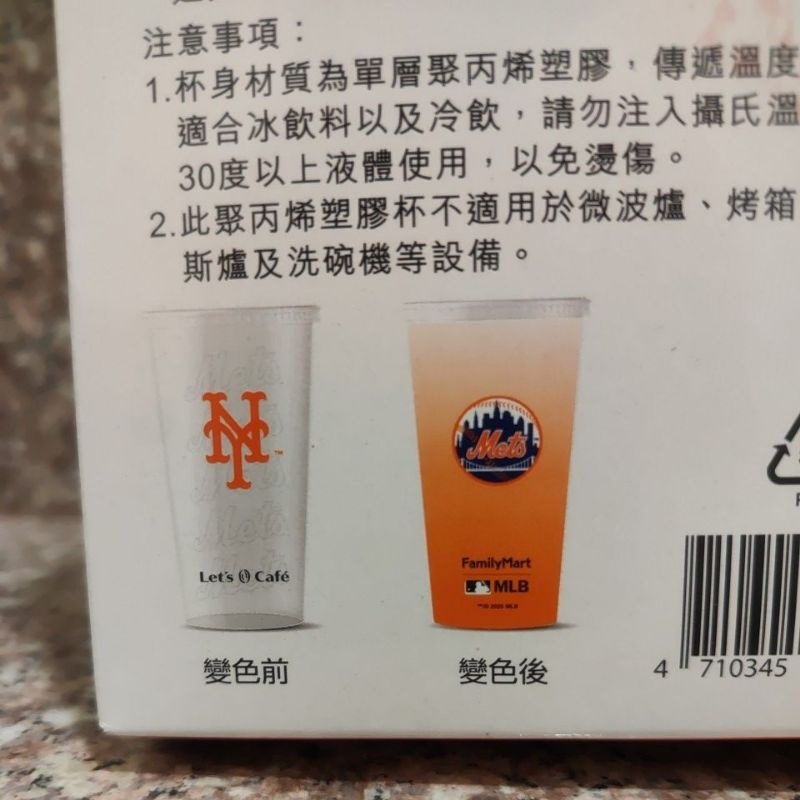 注意事項：
1.杯身材質為單層聚丙烯塑膠，傳遞溫度
適合冰飲料以及冷飲，請勿注入攝氏溫
30度以上液體使用，以免燙傷。
2.此聚丙烯塑膠杯不適用於微波爐、烤箱
斯爐及洗碗機等設備。
Mets
NY™
Mets
Mets
Let's Café
FamilyMart
MLB
變色前
變色後
4 710345